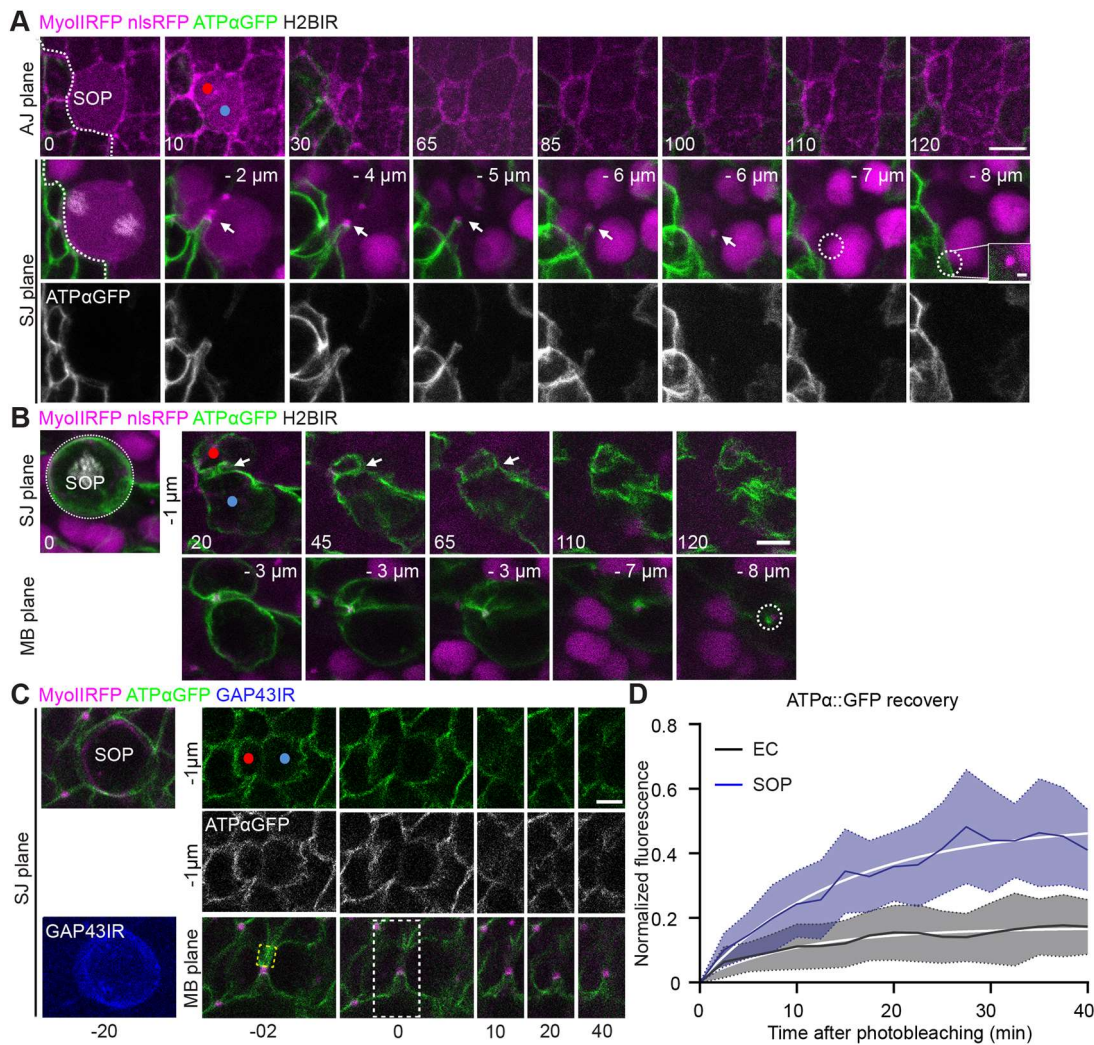 A MyoIIRFP nlsRFP ATPαGFP H2BIR
AJ plane
SOP
0 10 30 65 85 100 110 120
SJ plane
- 2 µm - 4 µm - 5 µm - 6 µm - 6 µm - 7 µm - 8 µm
ATPαGFP
B MyoIIRFP nlsRFP ATPαGFP H2BIR
SJ plane
SOP
-1 µm
0 20 45 65 110 120
MB plane
- 3 µm - 3 µm - 3 µm - 7 µm - 8 µm
C MyoIIRFP ATPαGFP GAP43IR
SJ plane
SOP
-1µm
ATPαGFP
-1µm
GAP43IR
MB plane
-20 -02 0 10 20 40
D ATPα::GFP recovery
Normalized fluorescence
0.8
0.6
0.4
0.2
0
EC
SOP
0 10 20 30 40
Time after photobleaching (min)